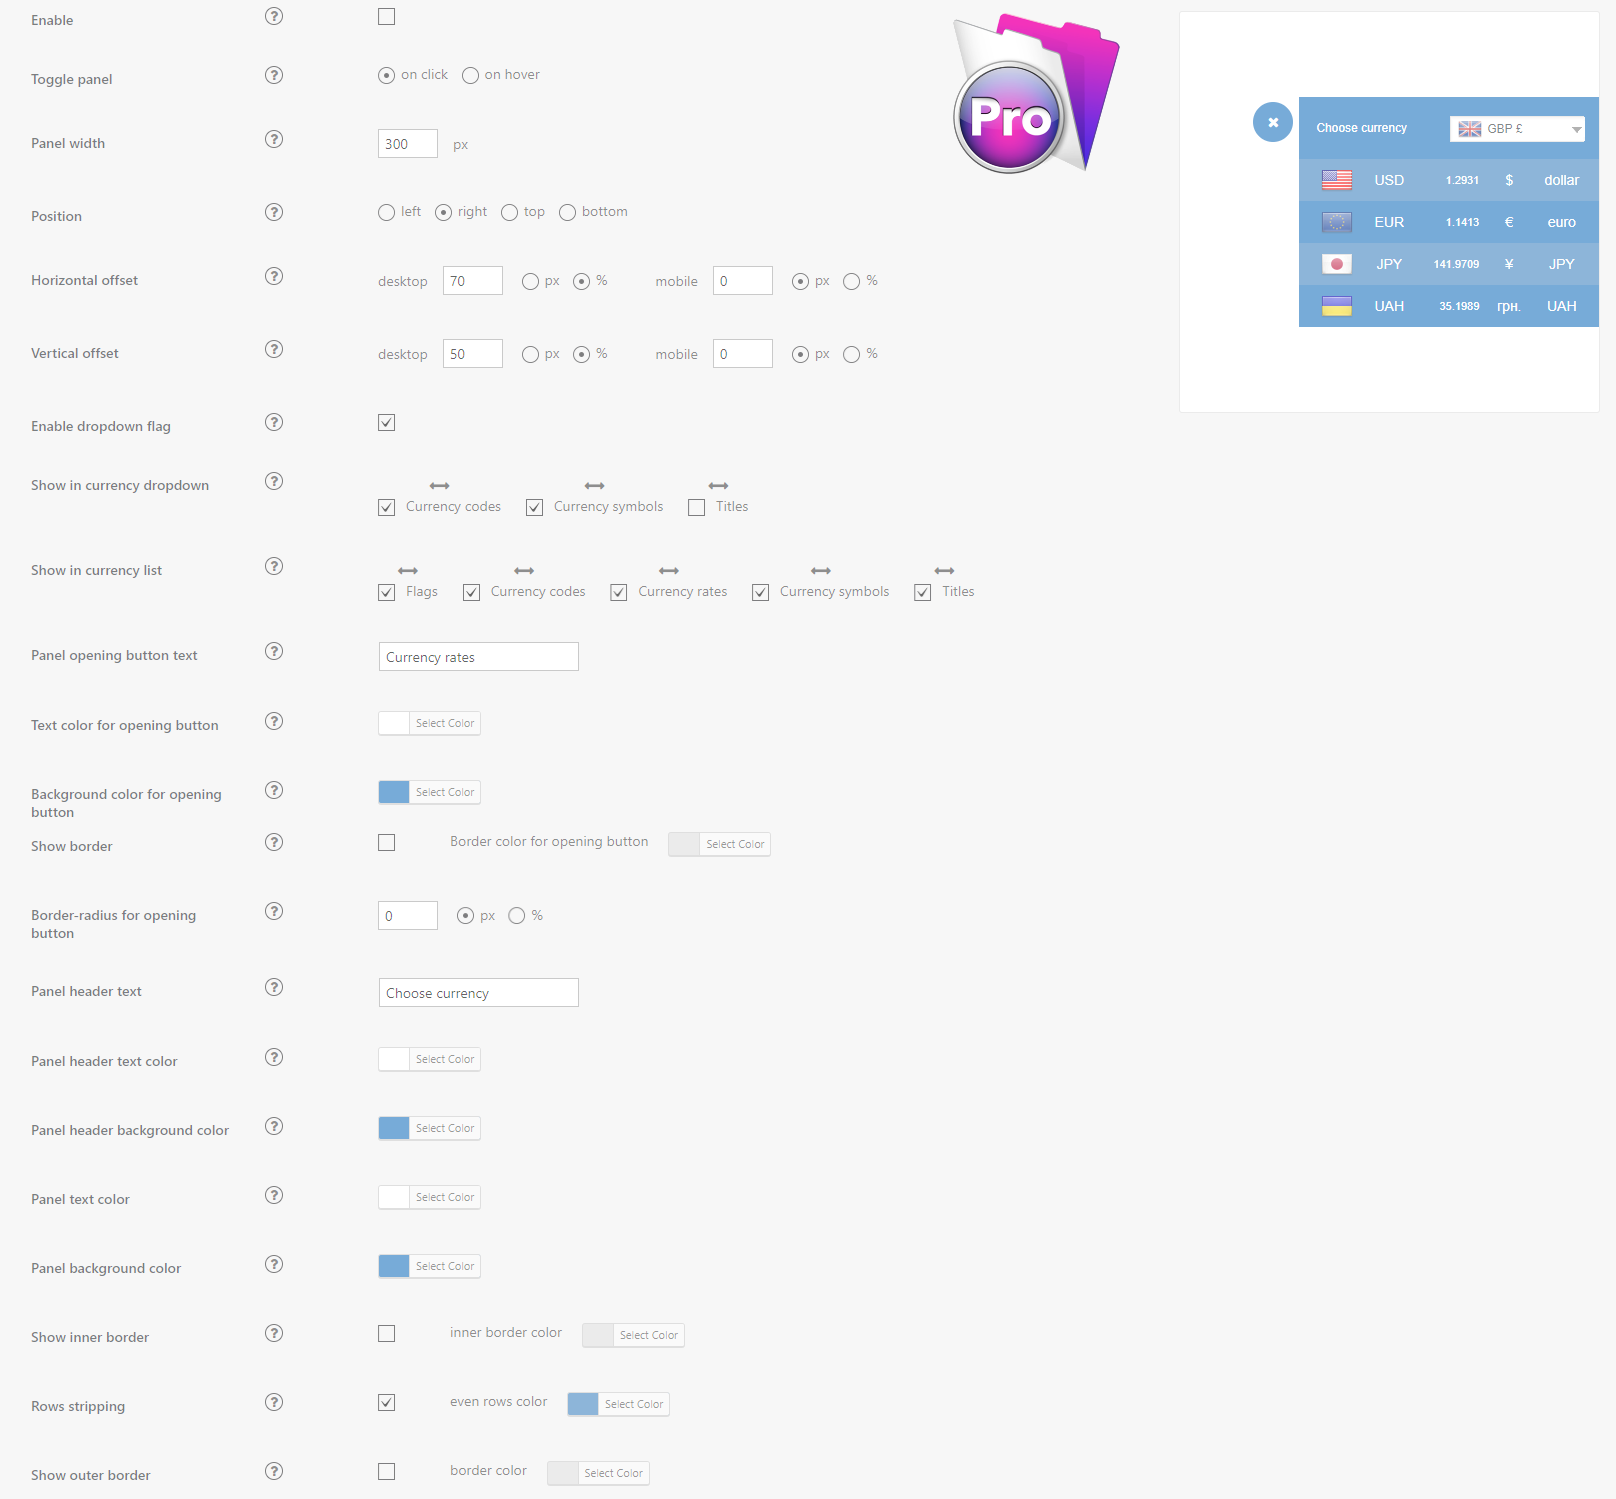 Enable ?
Toggle panel ? on click on hover
Panel width ? 300 px
Position ? left right top bottom
Horizontal offset ? desktop 70 px % mobile 0 px %
Vertical offset ? desktop 50 px % mobile 0 px %
Enable dropdown flag ?
Show in currency dropdown ? Currency codes Currency symbols Titles
Show in currency list ? Flags Currency codes Currency rates Currency symbols Titles
Panel opening button text ? Currency rates
Text color for opening button ? Select Color
Background color for opening
button ? Select Color
Show border ? Border color for opening button Select Color
Border-radius for opening
button ? 0 px %
Panel header text ? Choose currency
Panel header text color ? Select Color
Panel header background color ? Select Color
Panel text color ? Select Color
Panel background color ? Select Color
Show inner border ? inner border color Select Color
Rows stripping ? even rows color Select Color
Show outer border ? border color Select Color
Pro
Choose currency GBP £
USD 1.2931 $ dollar
EUR 1.1413 € euro
JPY 141.9709 ¥ JPY
UAH 35.1989 грн. UAH